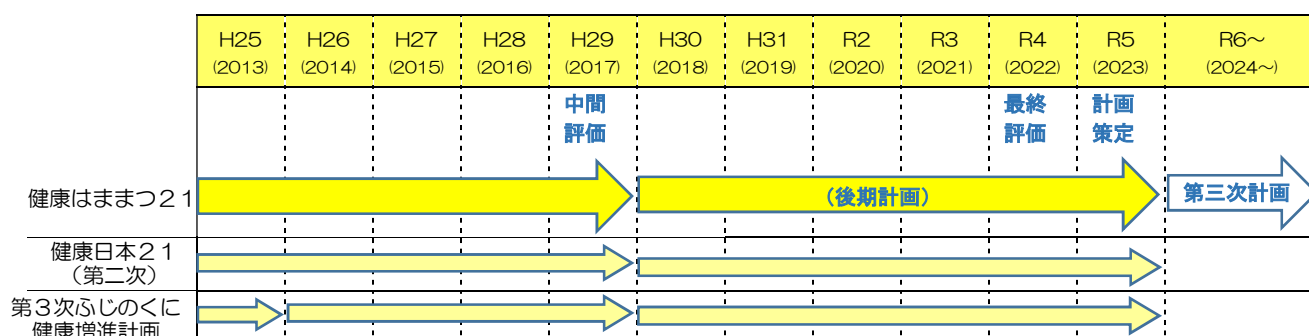 H25 H26 H27 H28 H29 H30 H31 R2 R3 R4 R5 R6～
(2013) (2014) (2015) (2016) (2017) (2018) (2019) (2020) (2021) (2022) (2023) (2024～)
中間 最終 計画
評価 評価 策定
健康はままつ２１ （後期計画） 第三次計画
健康日本２１
（第二次）
第３次ふじのくに
健康増進計画